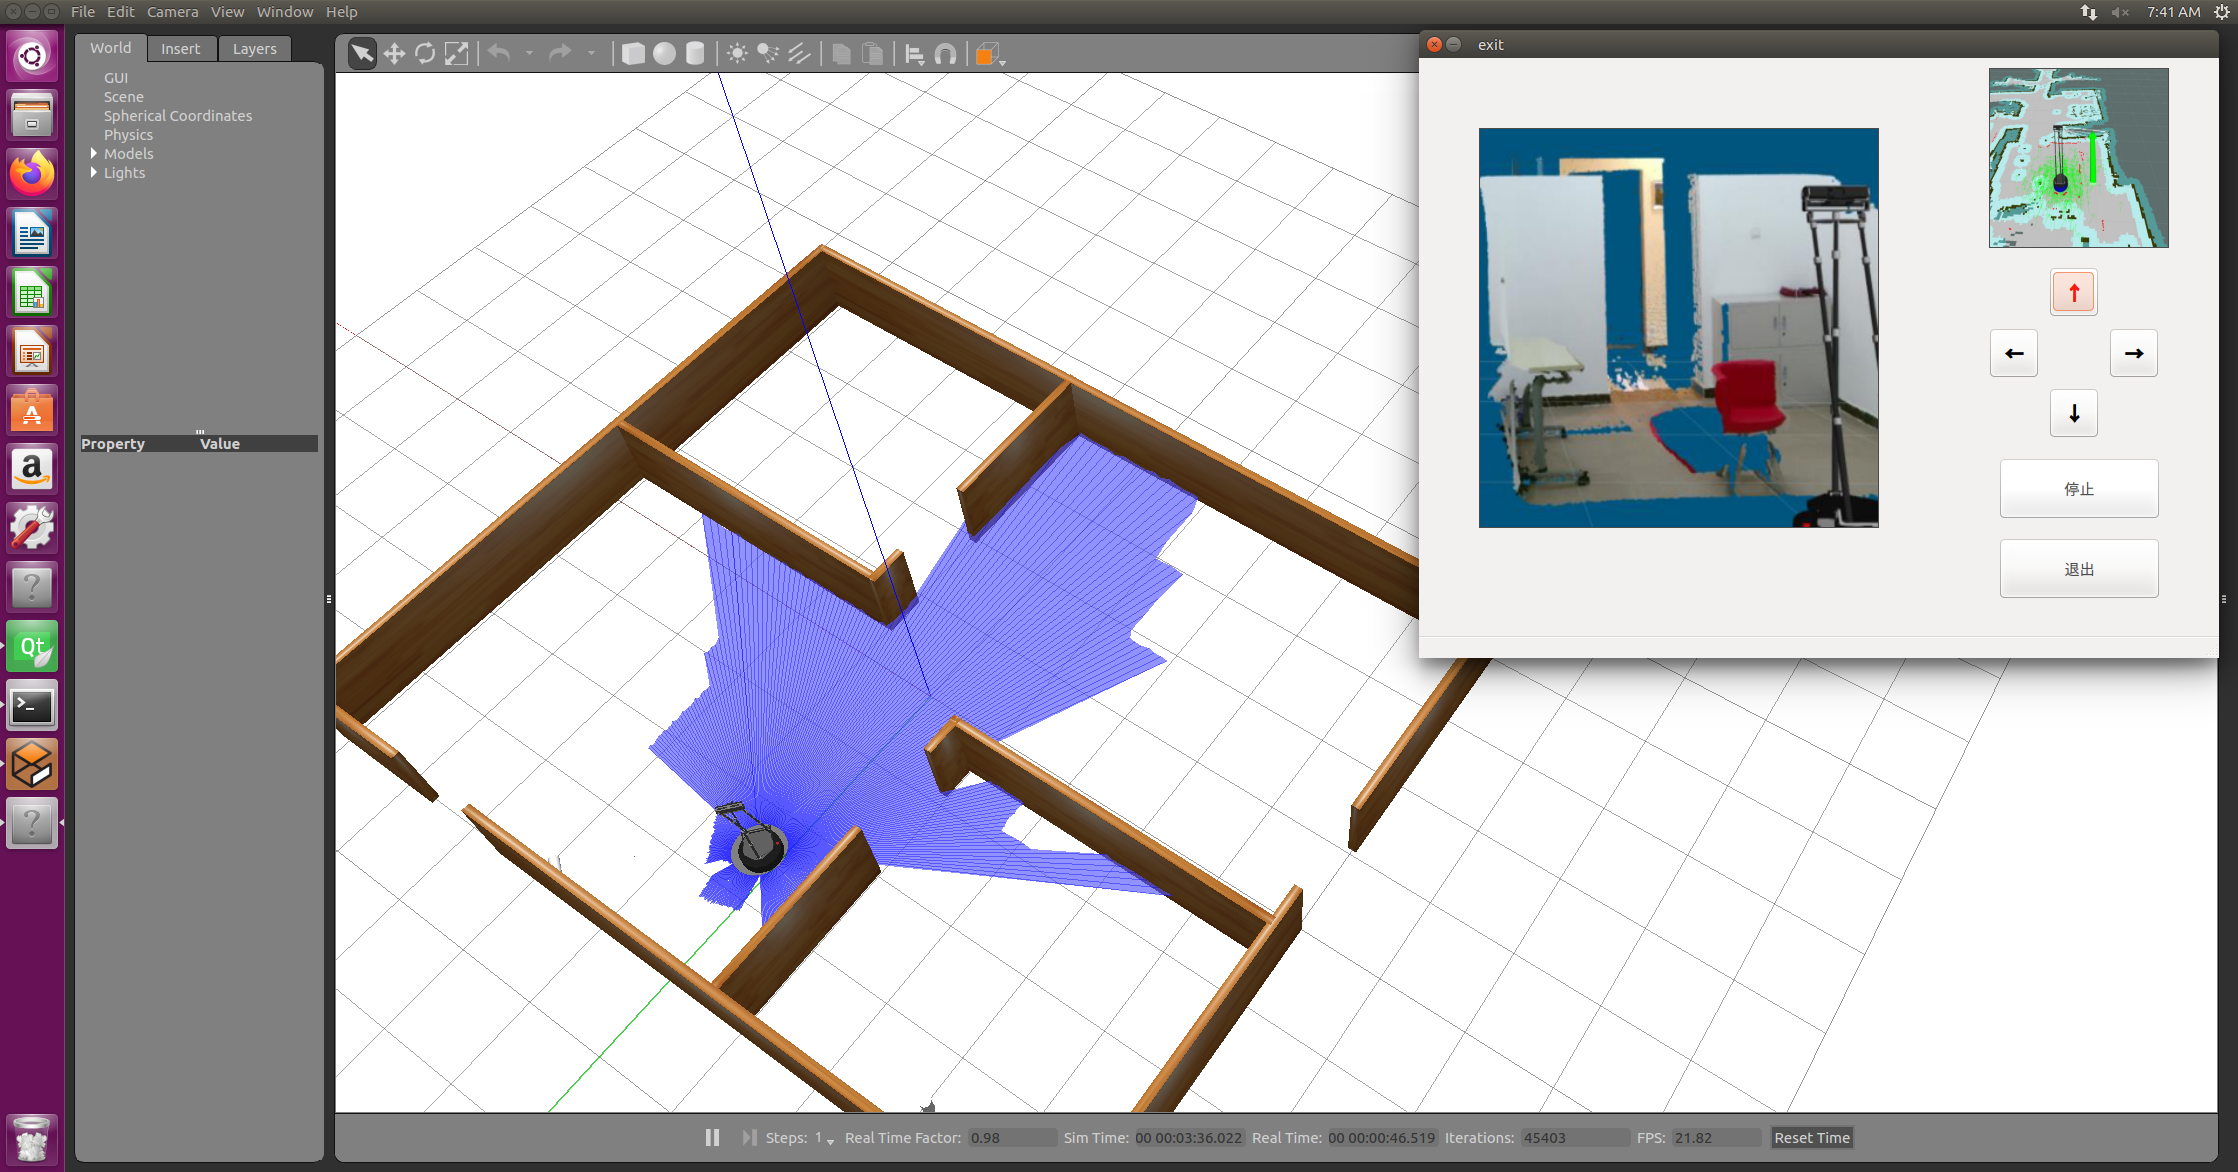 File Edit Camera View Window Help
7:41 AM
World Insert Layers
GUI
Scene
Spherical Coordinates
Physics
Models
Lights
Property Value
exit
↑
← →
↓
停止
退出
Steps: 1 Real Time Factor: 0.98 Sim Time: 00 00:03:36.022 Real Time: 00 00:00:46.519 Iterations: 45403 FPS: 21.82 Reset Time
Qt